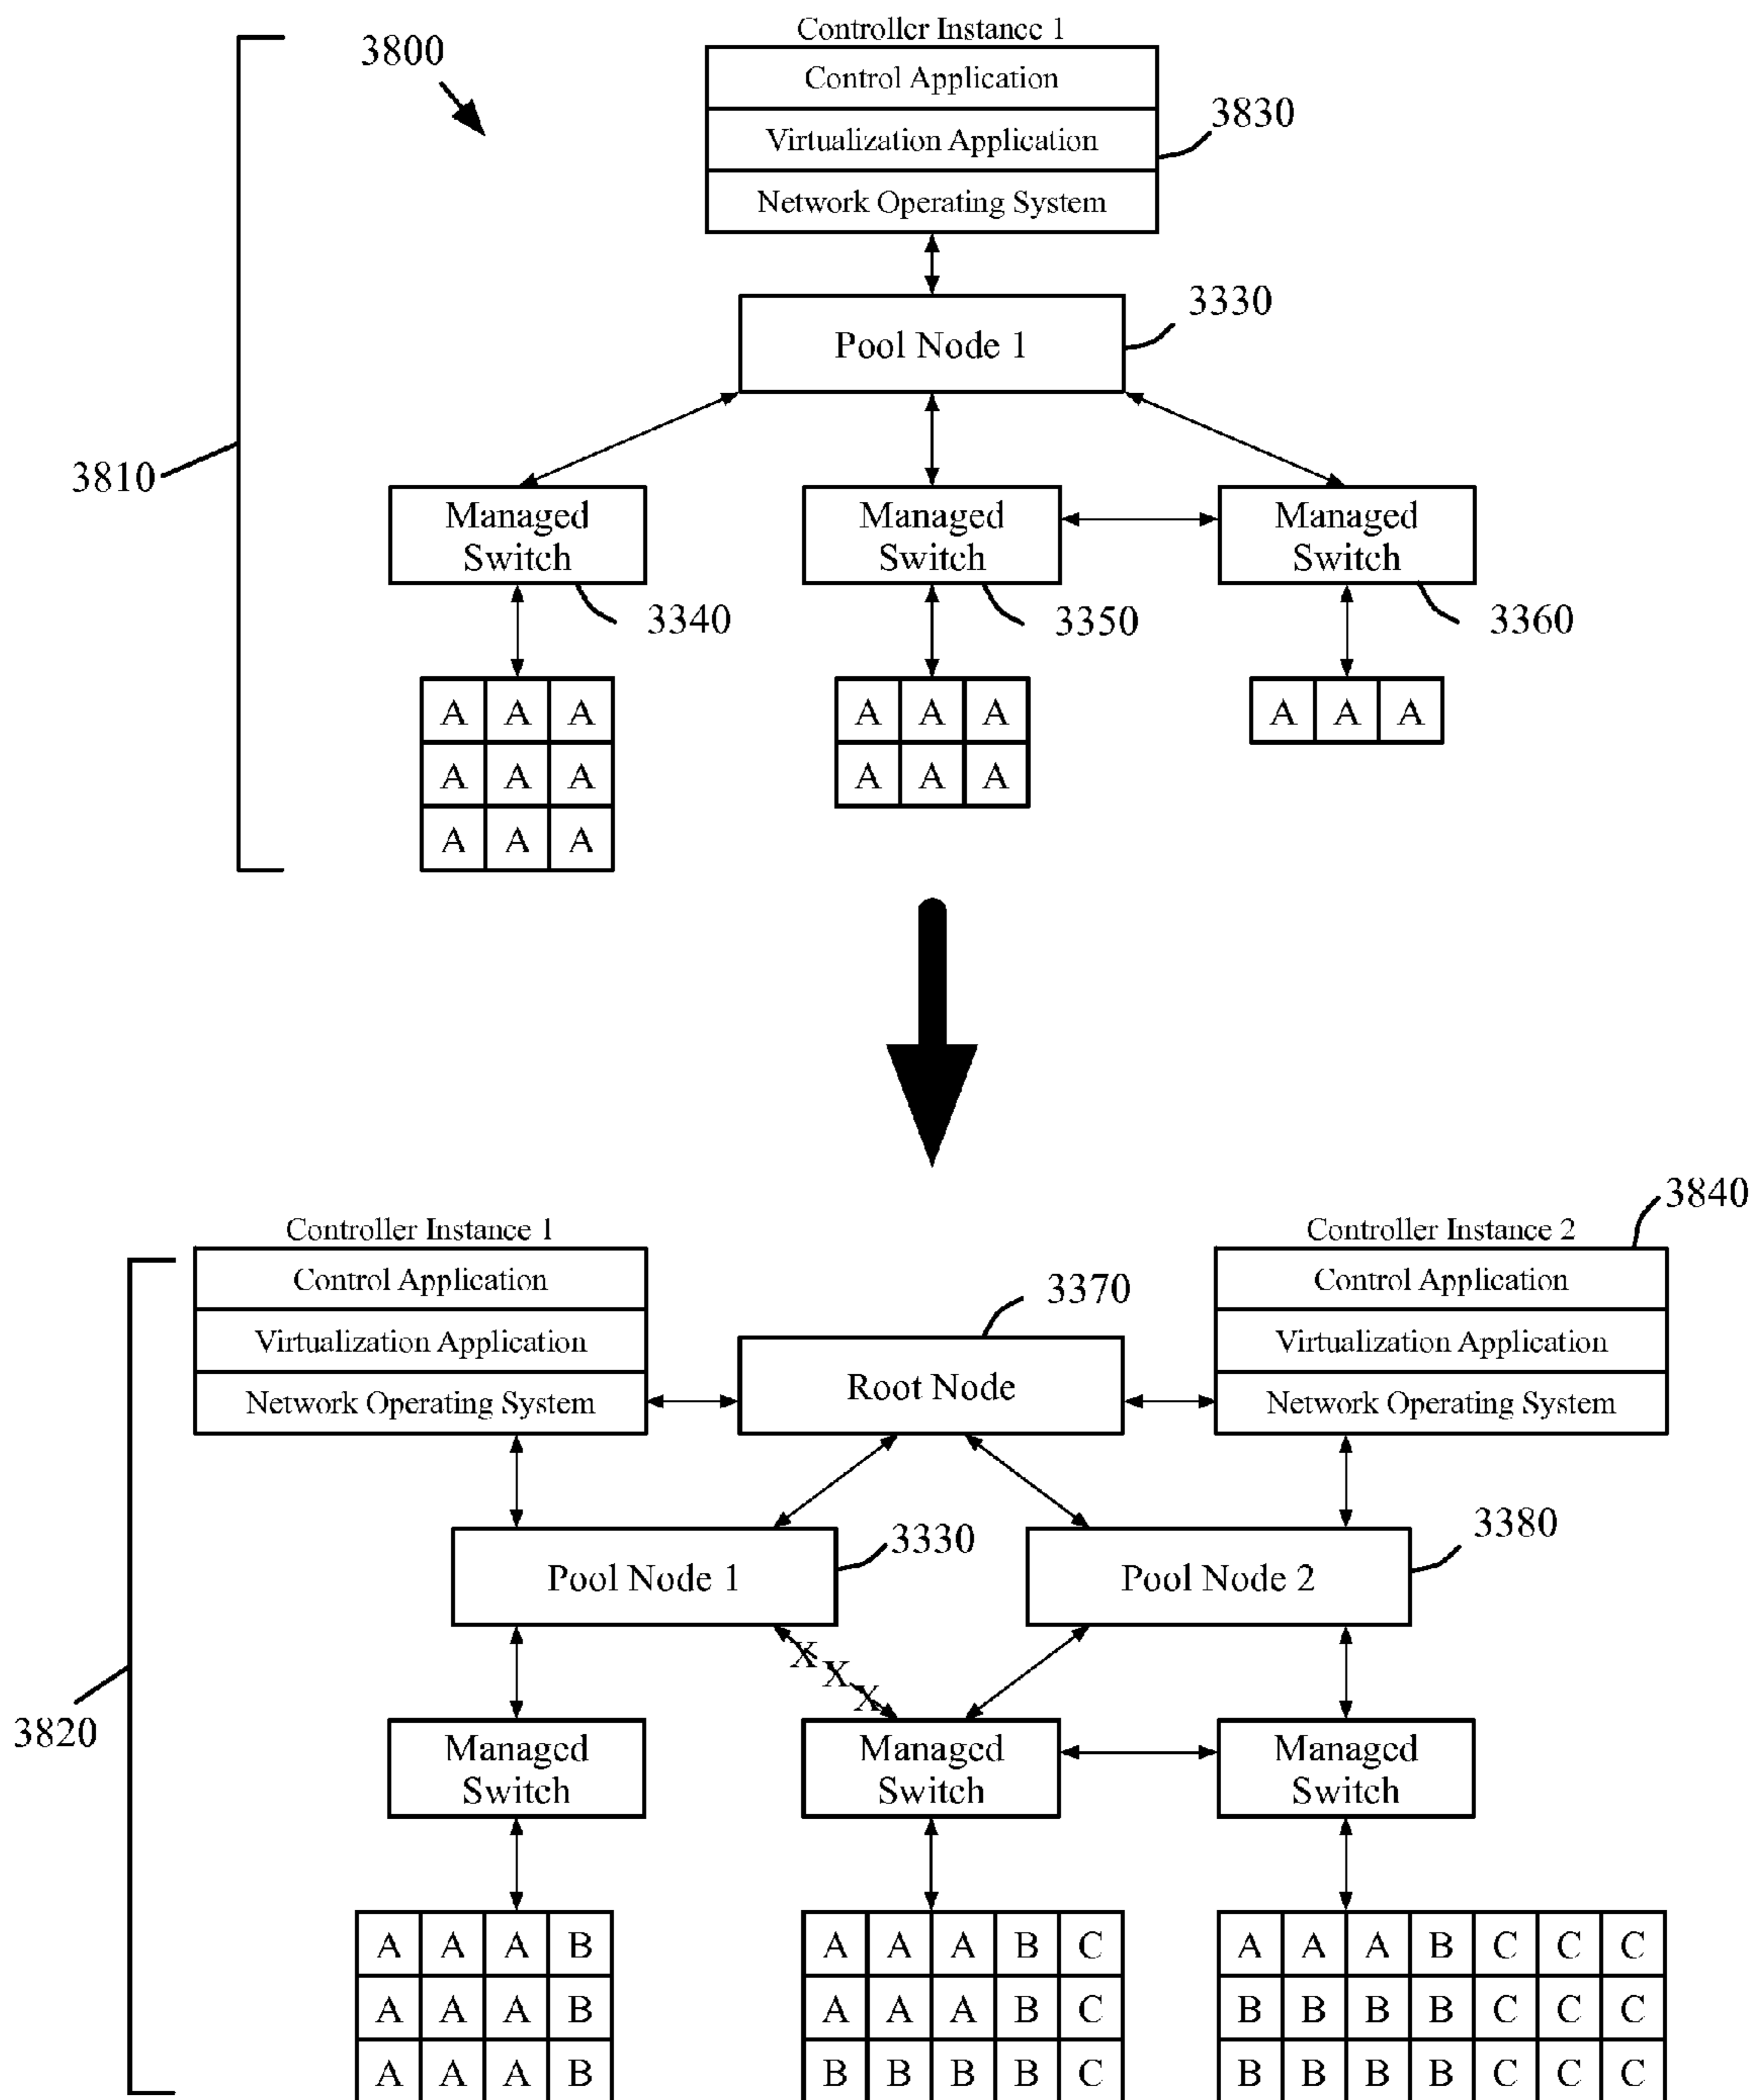 Controller Instance 1
3800
Control Application
3830
Virtualization Application
Network Operating System
3330
Pool Node 1
3810
Managed
Switch
Managed
Switch
Managed
Switch
3340
3350
3360
A A A
A A A
A A A
A A A
A A A
A A A
A A A
3840
Controller Instance 1
Controller Instance 2
Control Application
3370
Control Application
Virtualization Application
Root Node
Virtualization Application
Network Operating System
Network Operating System
3330
3380
Pool Node 1
Pool Node 2
X
X
X
3820
Managed
Switch
Managed
Switch
Managed
Switch
A A A B
A A A B C
A A A B C C C
A A A B
A A A B C
B B B B C C C
A A A B
B B B B C
B B B B C C C